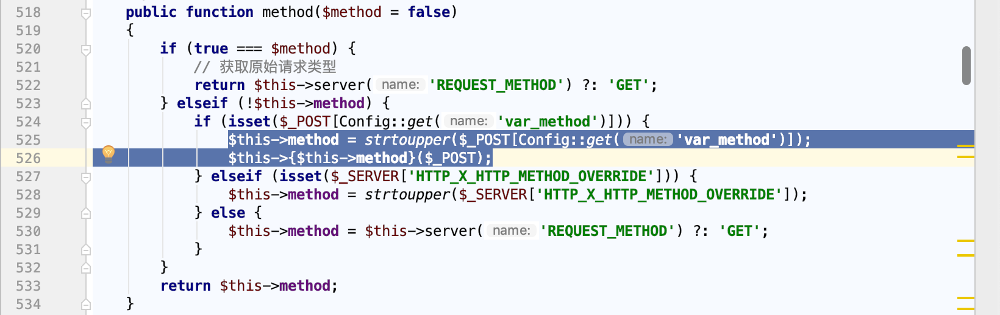 518 public function method($method = false)
519 {
520 if (true === $method) {
521 // 获取原始请求类型
522 return $this->server( name: 'REQUEST_METHOD') ?: 'GET';
523 } elseif (!$this->method) {
524 if (isset($_POST[Config::get( name: 'var_method')])) {
525 $this->method = strtoupper($_POST[Config::get( name: 'var_method')]);
526 $this->{$this->method}($_POST);
527 } elseif (isset($_SERVER['HTTP_X_HTTP_METHOD_OVERRIDE'])) {
528 $this->method = strtoupper($_SERVER['HTTP_X_HTTP_METHOD_OVERRIDE']);
529 } else {
530 $this->method = $this->server( name: 'REQUEST_METHOD') ?: 'GET';
531 }
532 }
533 return $this->method;
534 }